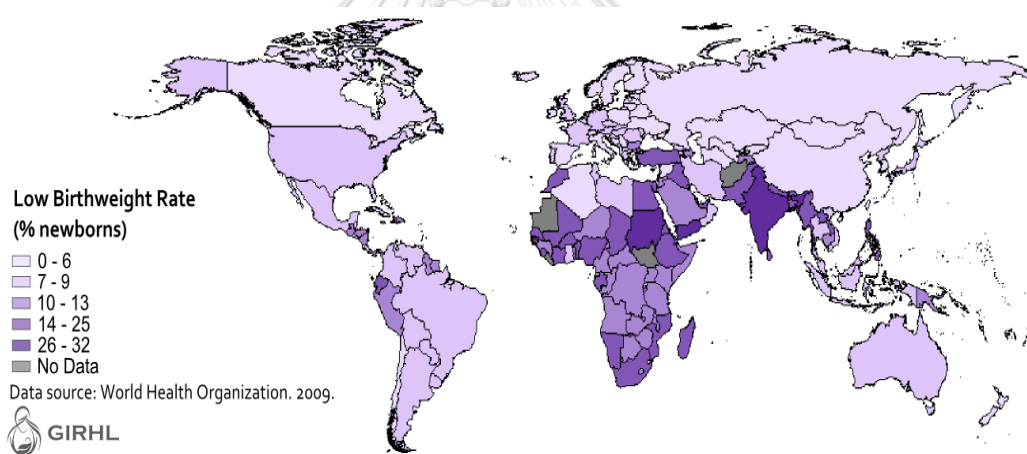 Low Birthweight Rate
(% newborns)
0 - 6
7 - 9
10 - 13
14 - 25
26 - 32
No Data
Data source: World Health Organization. 2009.
GIRHL